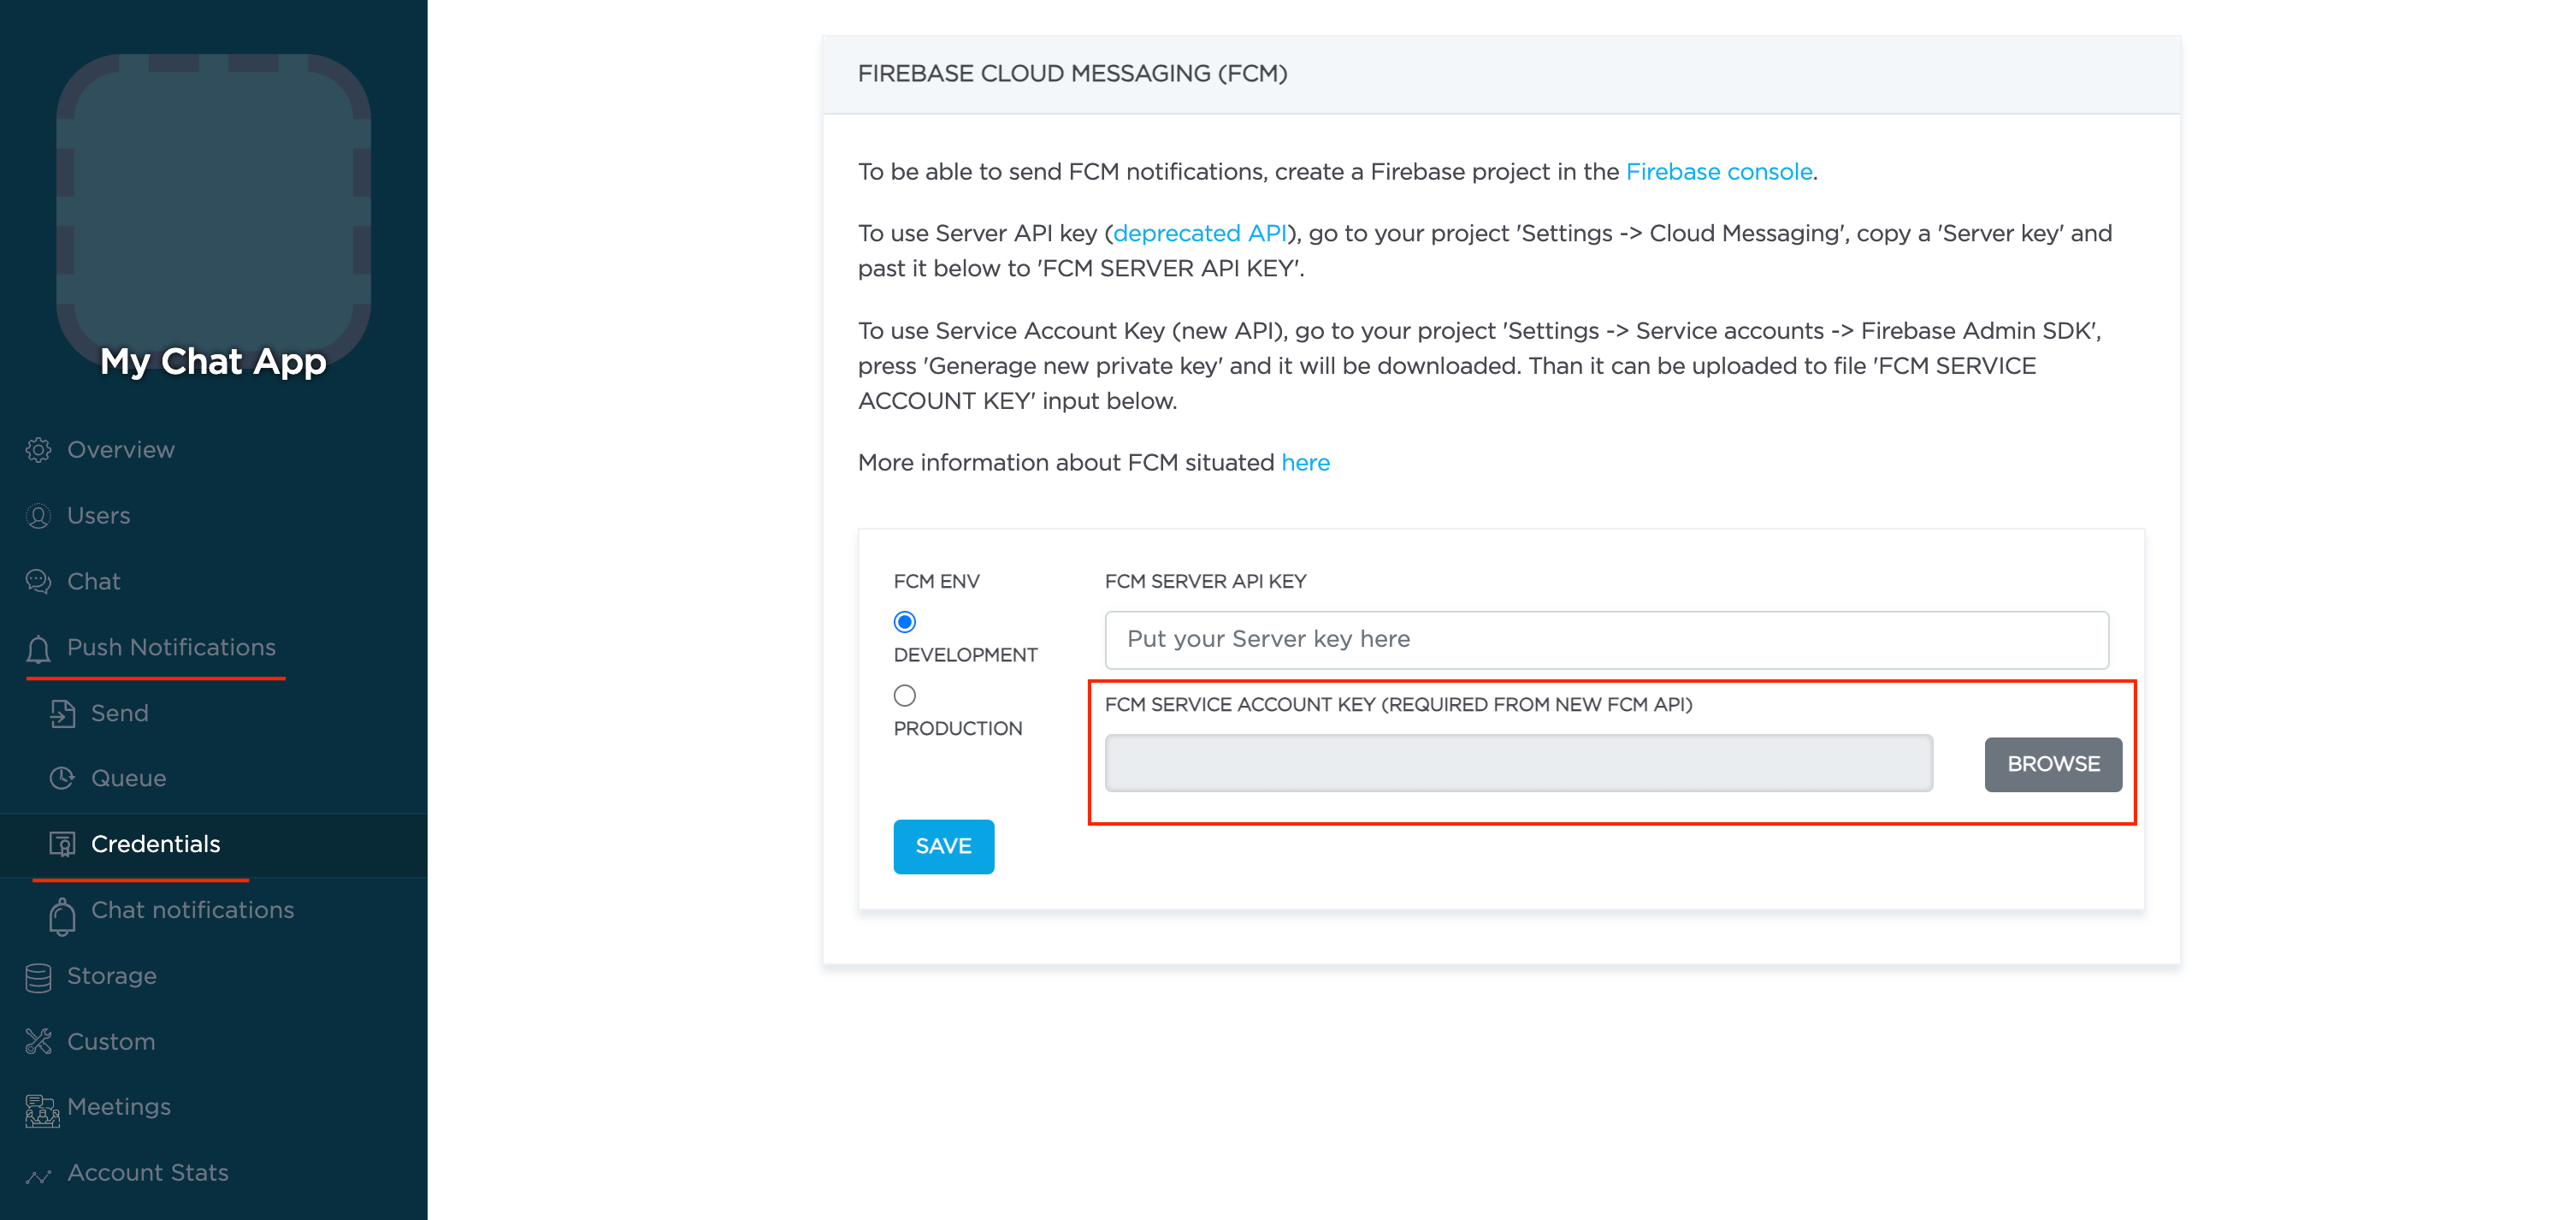 My Chat App
Overview
Users
Chat
Push Notifications
Send
Queue
Credentials
Chat notifications
Storage
Custom
Meetings
Account Stats
FIREBASE CLOUD MESSAGING (FCM)
To be able to send FCM notifications, create a Firebase project in the Firebase console.
To use Server API key (deprecated API), go to your project 'Settings -> Cloud Messaging', copy a 'Server key' and
past it below to 'FCM SERVER API KEY'.
To use Service Account Key (new API), go to your project 'Settings -> Service accounts -> Firebase Admin SDK',
press 'Generage new private key' and it will be downloaded. Than it can be uploaded to file 'FCM SERVICE
ACCOUNT KEY' input below.
More information about FCM situated here
FCM ENV
DEVELOPMENT
PRODUCTION
FCM SERVER API KEY
Put your Server key here
FCM SERVICE ACCOUNT KEY (REQUIRED FROM NEW FCM API)
BROWSE
SAVE